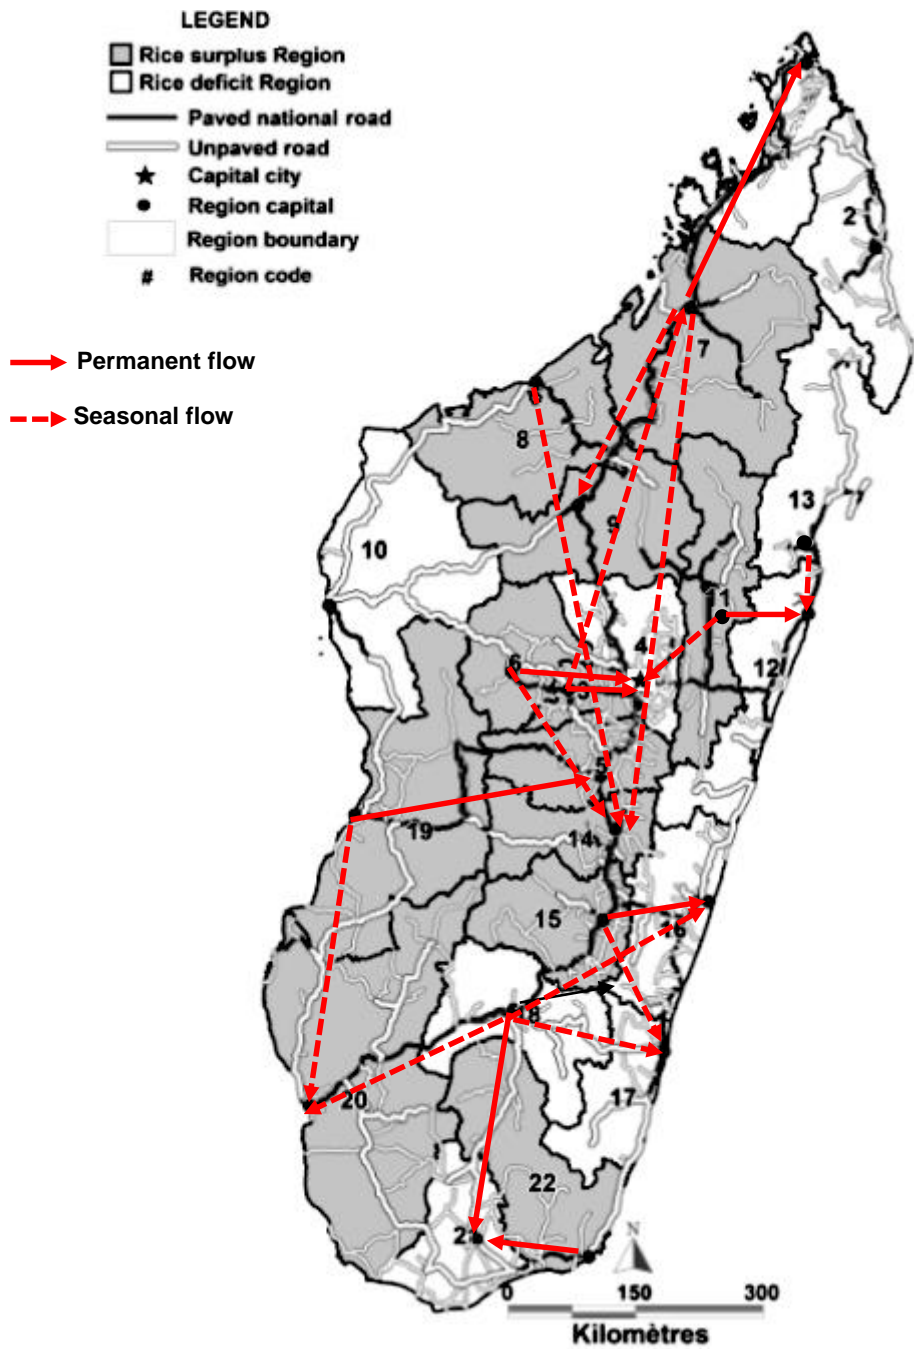 LEGEND
Rice surplus Region
Rice deficit Region
Paved national road
Unpaved road
Capital city
Region capital
Region boundary
# Region code
Permanent flow
Seasonal flow
2
7
8
13
9
10
11
4
6
3
12
5
19
14
15
16
18
20
17
22
2
N
0 150 300
Kilomètres